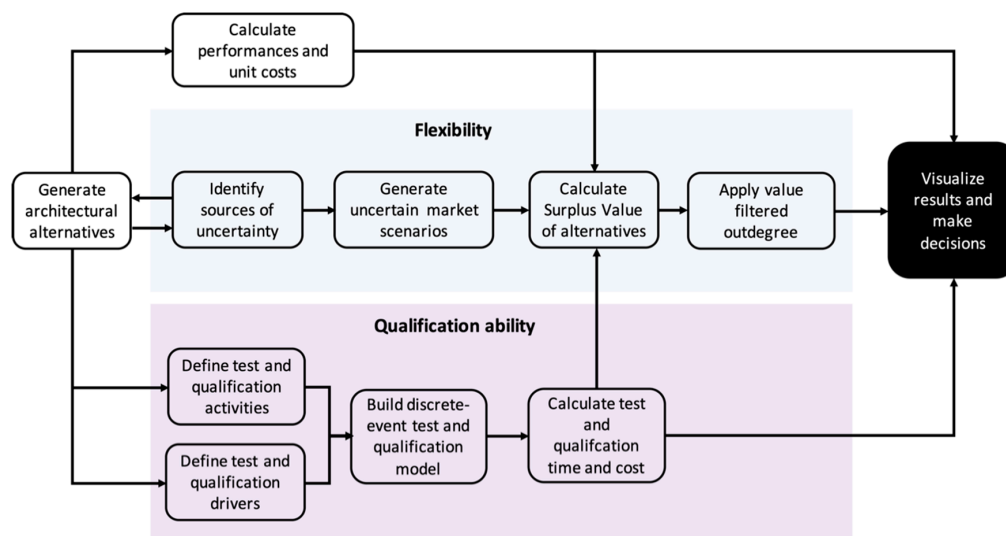 Calculate
performances and
unit costs
Flexibility
Generate
architectural
alternatives
Identify
sources of
uncertainty
Generate
uncertain market
scenarios
Calculate
Surplus Value
of alternatives
Apply value
filtered
outdegree
Visualize
results and
make
decisions
Qualification ability
Define test and
qualification
activities
Define test and
qualification
drivers
Build discrete-
event test and
qualification
model
Calculate test
and
qualifcation
time and cost